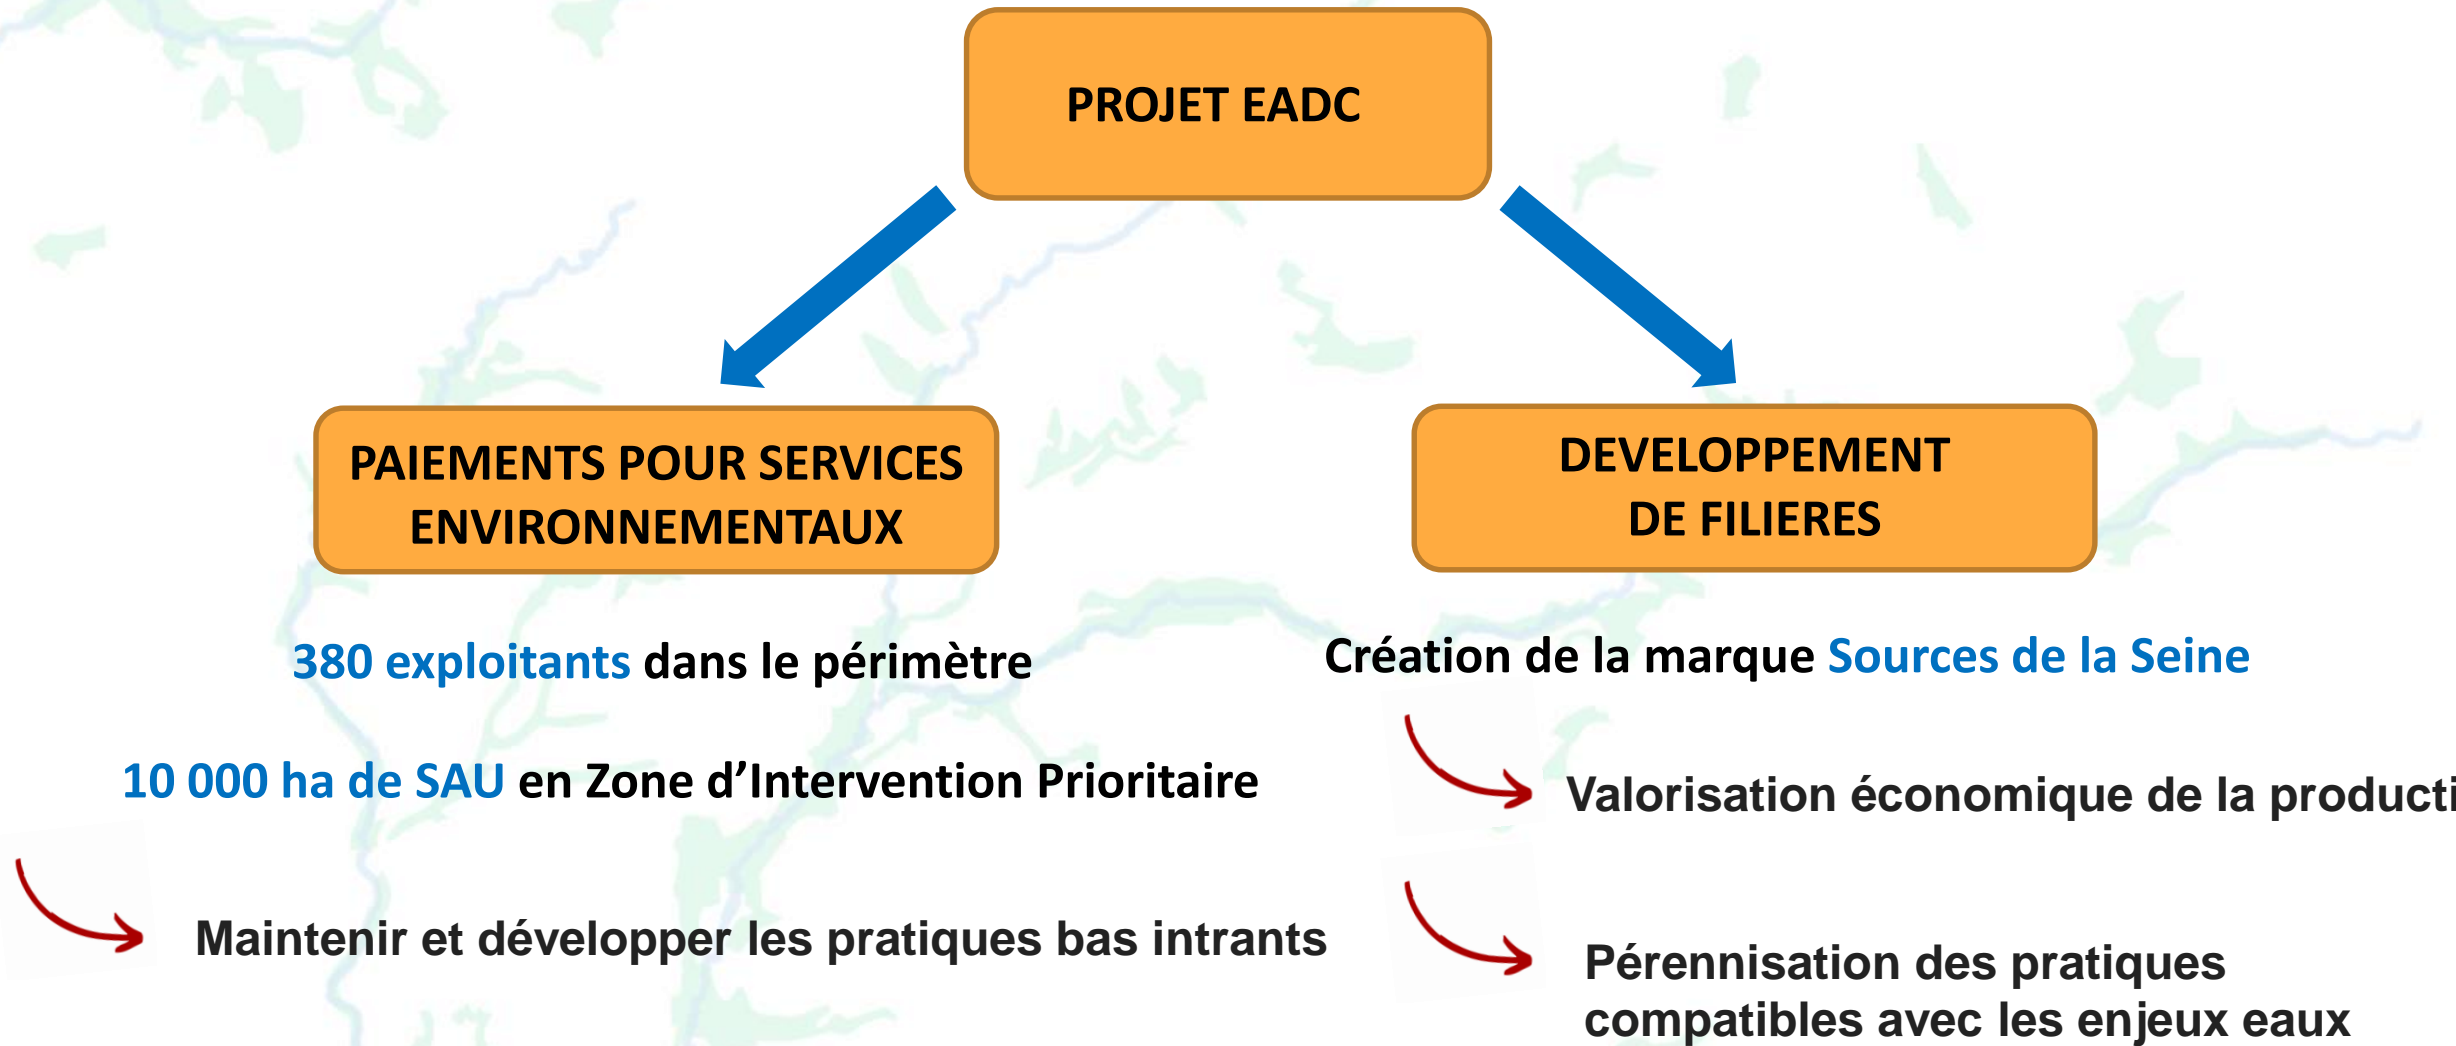 PROJET EADC
PAIEMENTS POUR SERVICES
ENVIRONNEMENTAUX
380 exploitants dans le périmètre
10 000 ha de SAU en Zone d’Intervention Prioritaire
Maintenir et développer les pratiques bas intrants
DEVELOPPEMENT
DE FILIERES
Création de la marque Sources de la Seine
Valorisation économique de la producti
Pérennisation des pratiques
compatibles avec les enjeux eaux